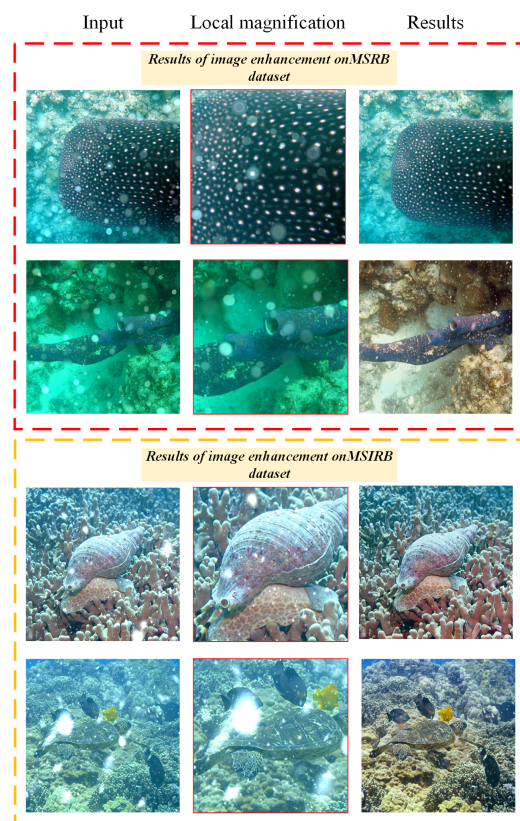 Input Local magnification Results
Results of image enhancement onMSRB
dataset
Results of image enhancement onMSIRB
dataset